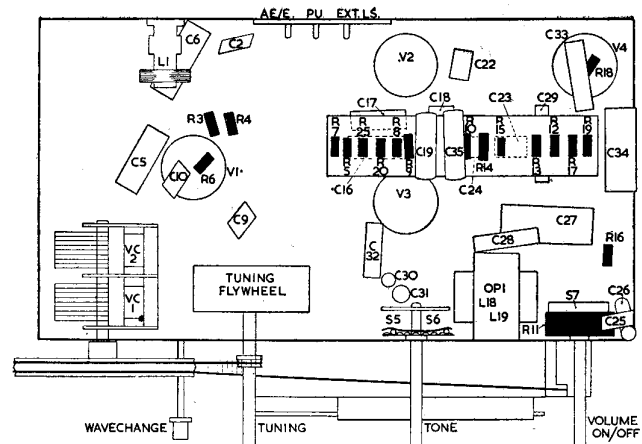 AE/E. PU EXT.LS.
C6
C2
L1
V2
C22
C33
V4
R18
R3 R4
C17
C18
C23
C29
R7
R25
R8
R10
R15
R12
R19
C5
C10
R6
V1
C19
C35
C34
R5
R20
R9
R14
R13
R17
C16
C24
V3
C9
C32
C27
C28
R16
VC2
VC1
TUNING FLYWHEEL
C30
C31
OP1
L18
L19
S5 S6
S7
C26
C25
R11
WAVECHANGE
TUNING
TONE
VOLUME ON/OFF